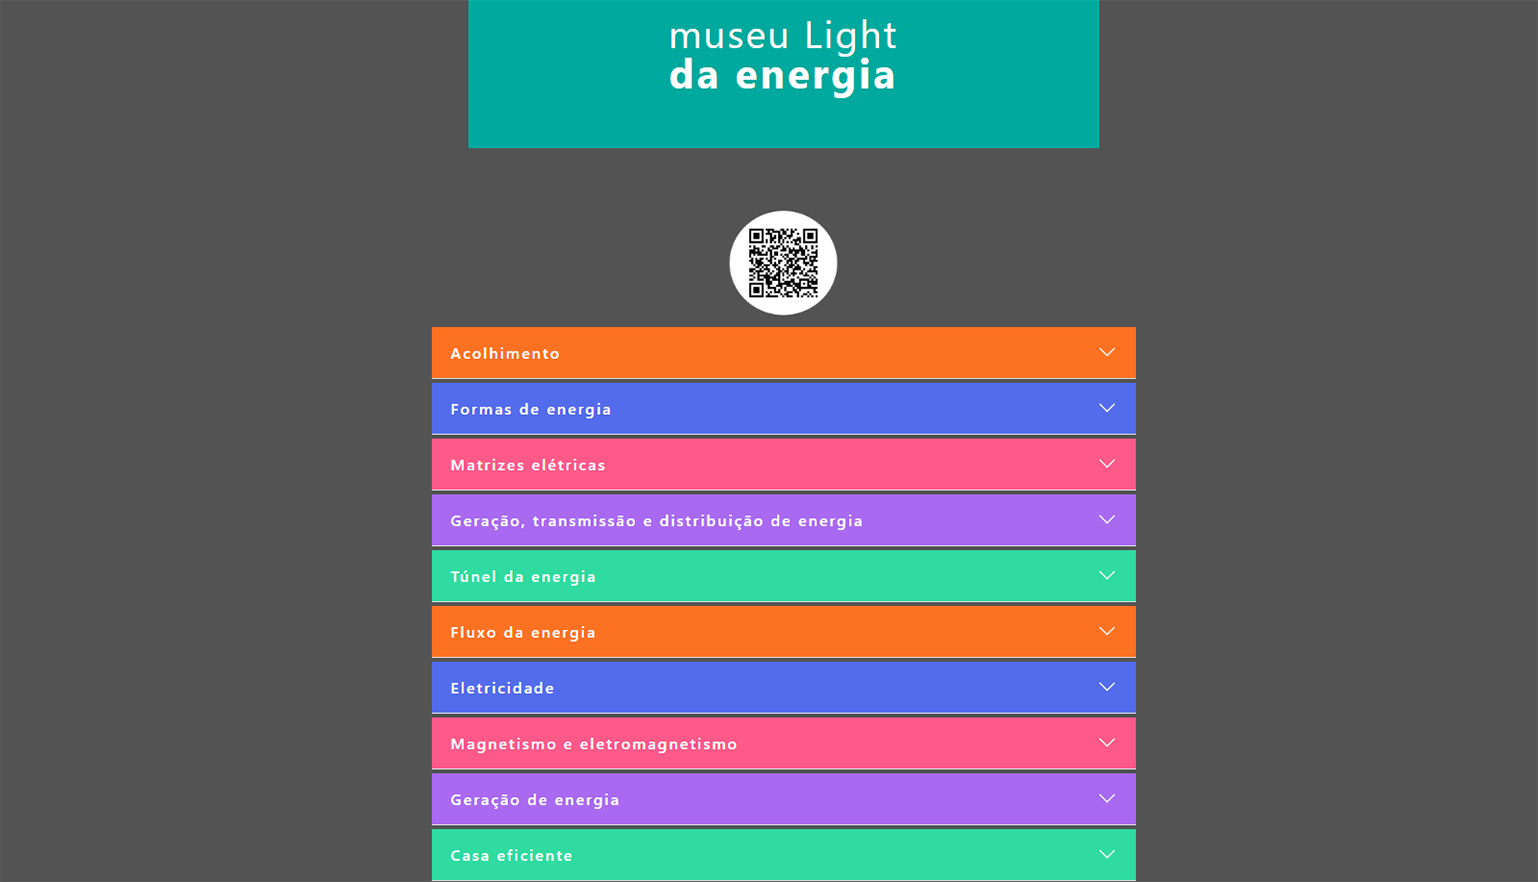 museu Light
da energia
Acolhimento
Formas de energia
Matrizes elétricas
Geração, transmissão e distribuição de energia
Túnel da energia
Fluxo da energia
Eletricidade
Magnetismo e eletromagnetismo
Geração de energia
Casa eficiente